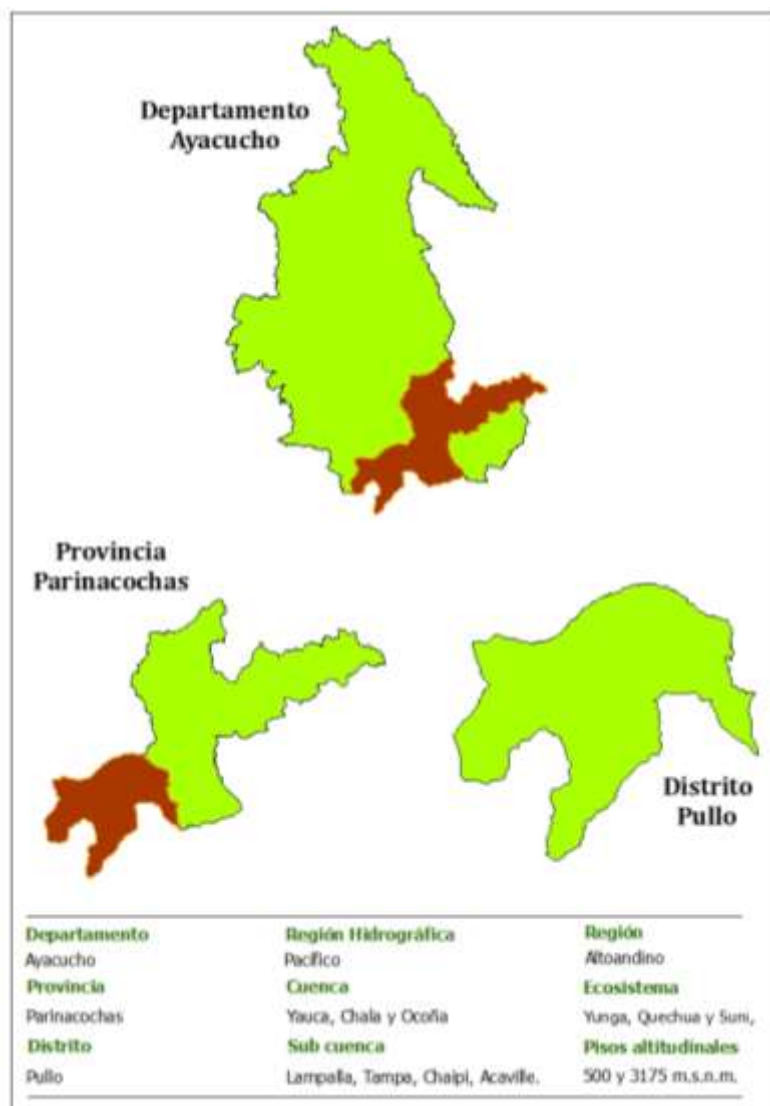 Departamento
Ayacucho
Provincia
Parinacochas
Distrito
Pullo
Departamento
Región Hidrográfica
Región
Ayacucho
Pacífico
Altoandino
Provincia
Cuenca
Ecosistema
Parinacochas
Yauca, Chala y Ocoña
Yunga, Quechua y Suni,
Distrito
Sub cuenca
Pisos altitudinales
Pullo
Lampalla, Tampa, Chaipi, Acaville.
500 y 3175 m.s.n.m.